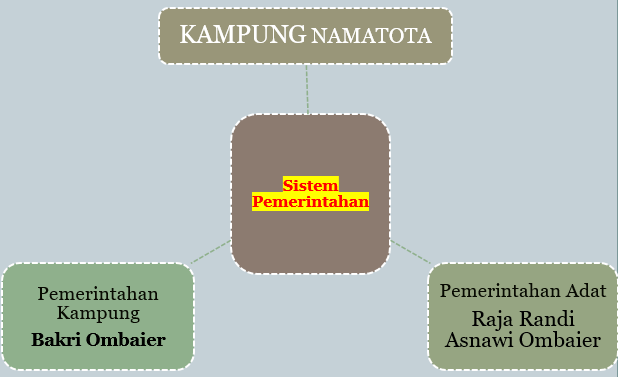 KAMPUNG NAMATOTA
Sistem
Pemerintahan
Pemerintahan
Kampung
Bakri Ombaier
Pemerintahan Adat
Raja Randi
Asnawi Ombaier